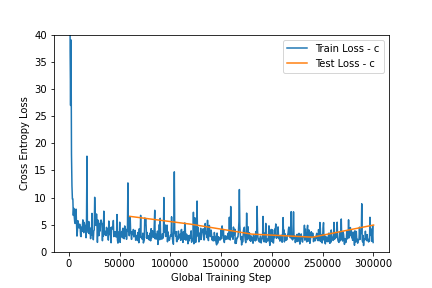 40
35
30
25
20
15
10
5
0
Cross Entropy Loss
Train Loss - c
Test Loss - c
0 50000 100000 150000 200000 250000 300000
Global Training Step